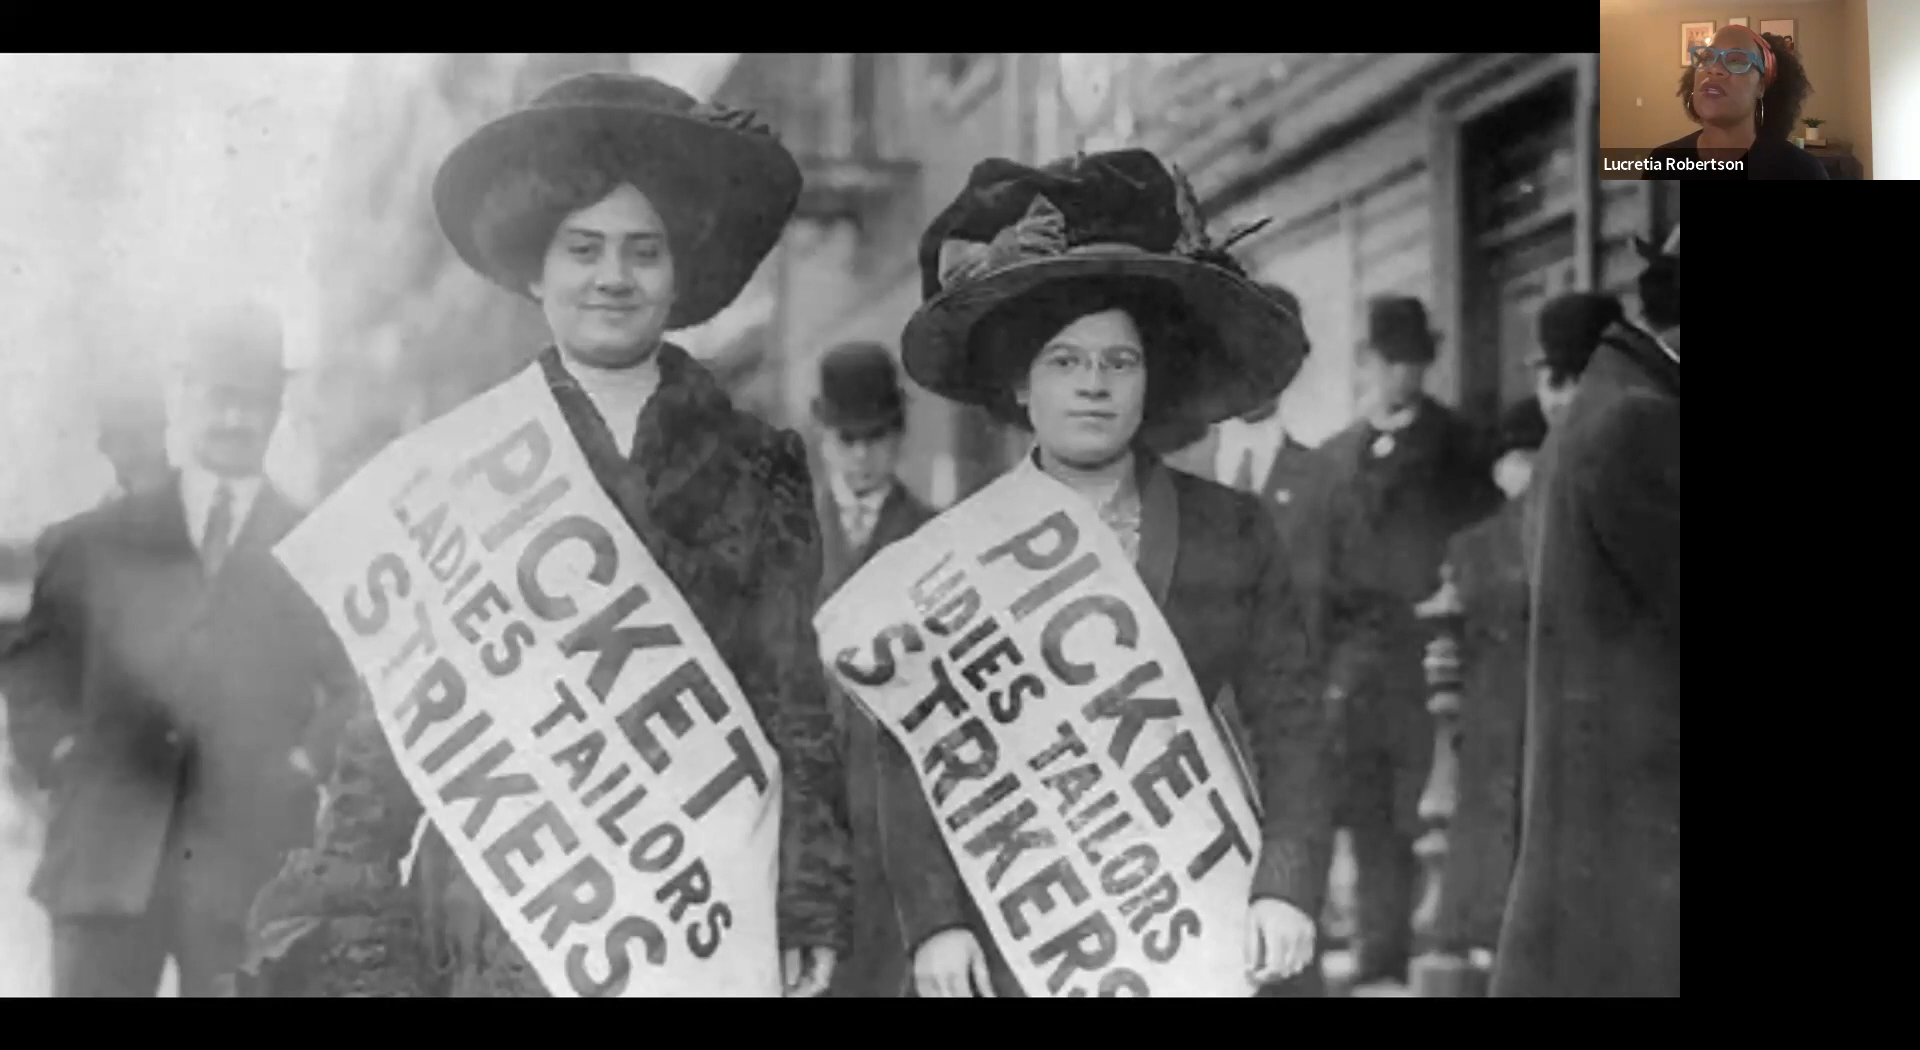 Lucretia Robertson
PICKET
LADIES TAILORS
STRIKERS
PICKET
LADIES TAILORS
STRIKERS